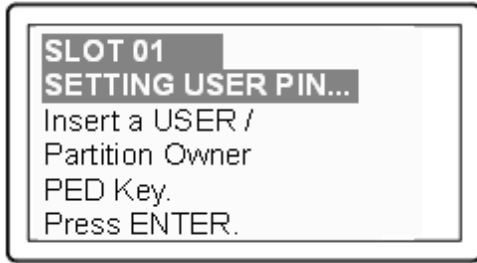 SLOT 01
SETTING USER PIN...
Insert a USER /
Partition Owner
PED Key.
Press ENTER.